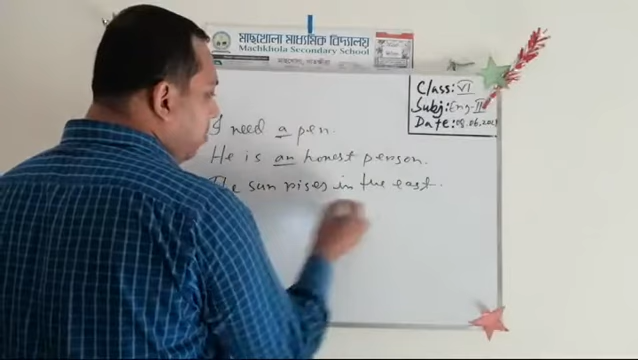 মাছখোলা মাধ্যমিক বিদ্যালয়
Machkhola Secondary School
Class: VI
Subj: Eng-II
Date: 08.06.
I need a pen.
He is an honest person.
The sun rises in the east.